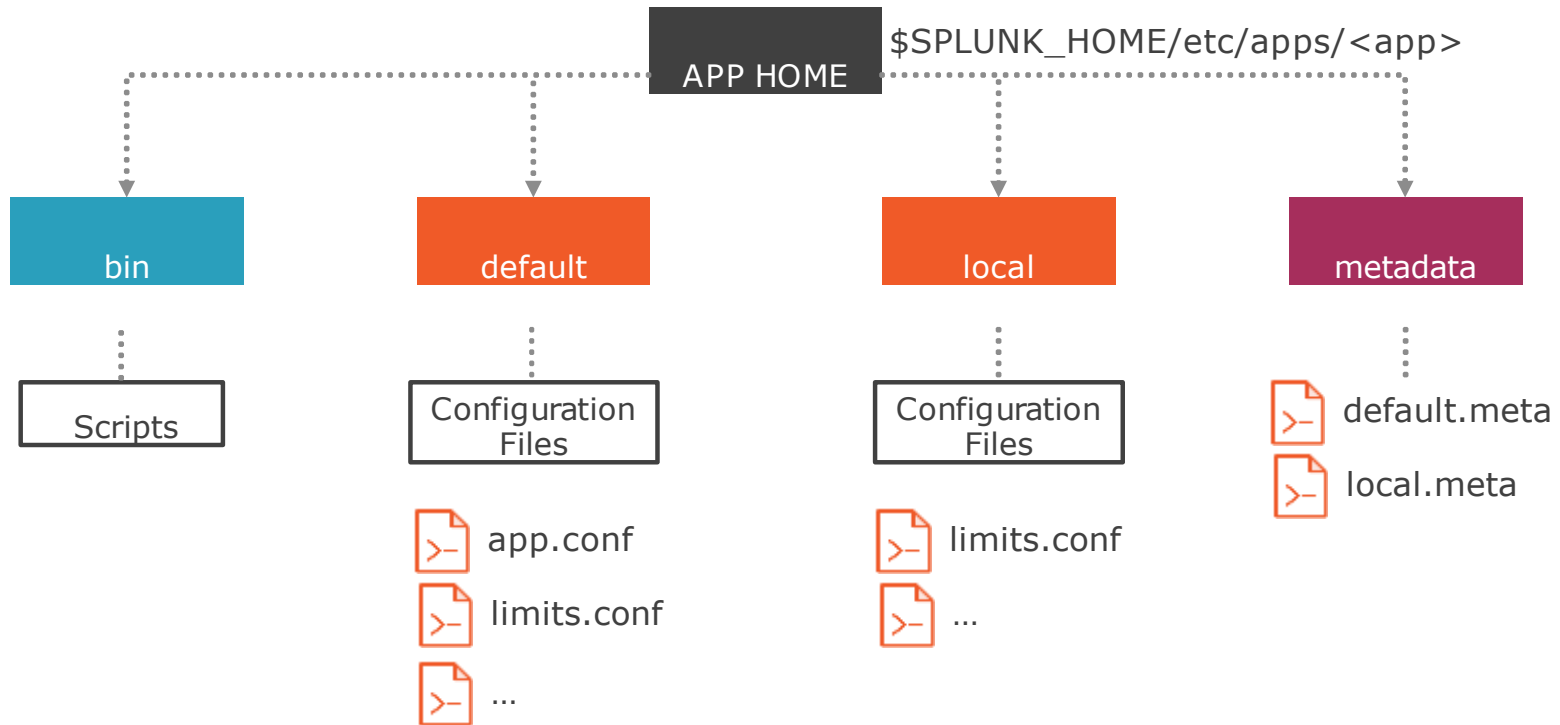 $SPLUNK_HOME/etc/apps/<app>
APP HOME
bin
default
local
metadata
Scripts
Configuration
Files
Configuration
Files
default.meta
local.meta
app.conf
limits.conf
limits.conf
...
...